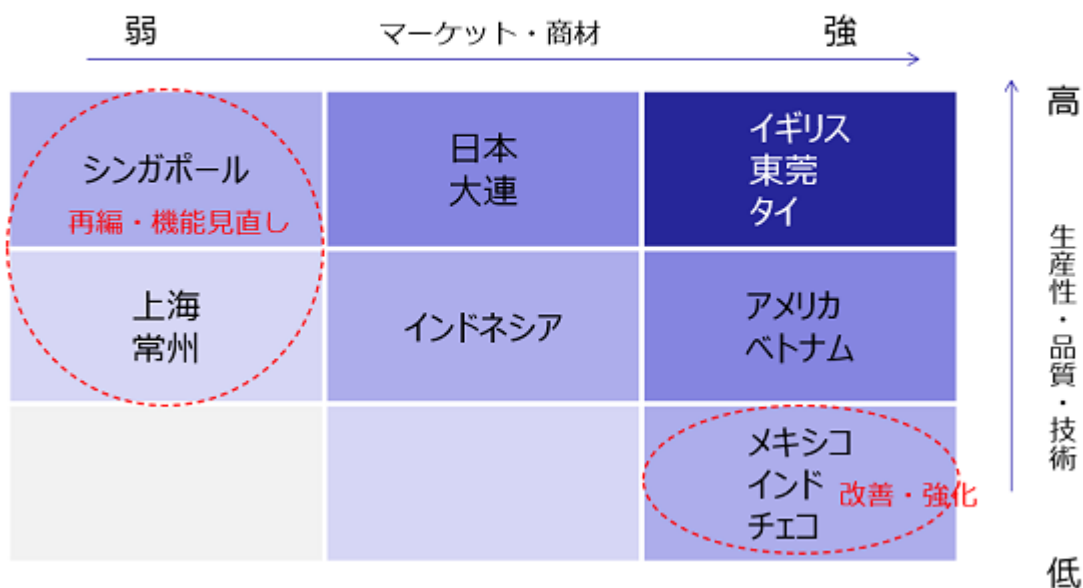 弱 マーケット・商材 強
高
シンガポール
再編・機能見直し
日本
大連
イギリス
東莞
タイ
上海
常州
インドネシア
アメリカ
ベトナム
メキシコ
インド
チェコ
改善・強化
生産性・品質・技術
低